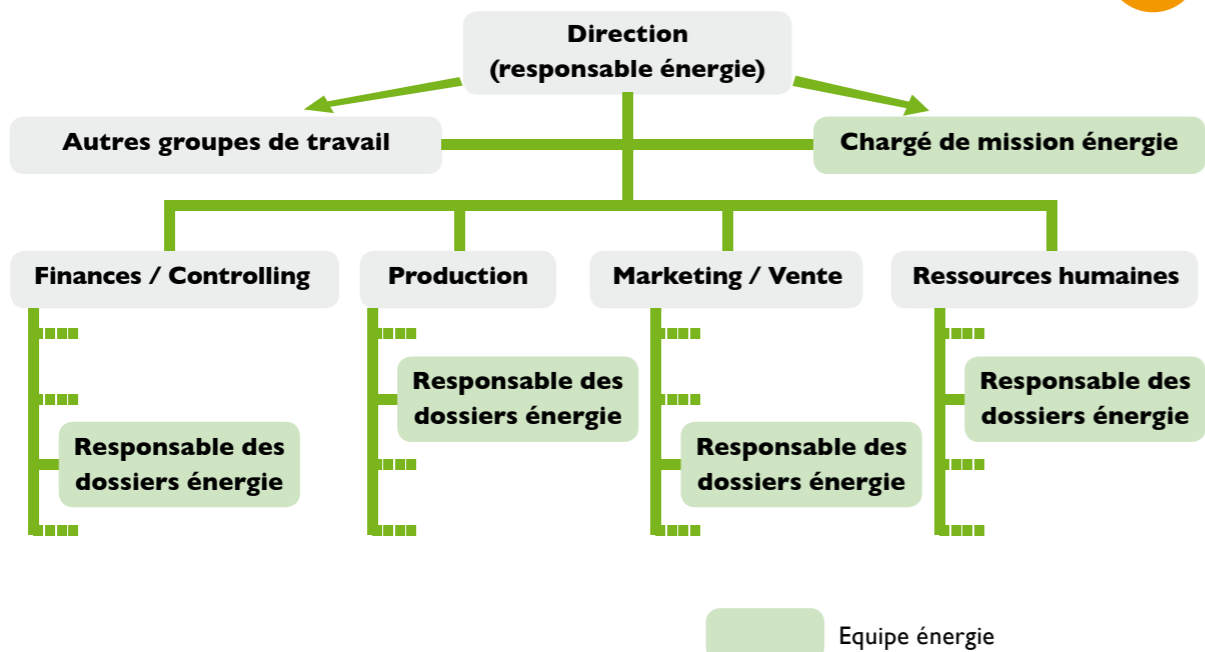 Direction
(responsable énergie)
Autres groupes de travail
Chargé de mission énergie
Finances / Controlling
Production
Marketing / Vente
Ressources humaines
Responsable des
dossiers énergie
Responsable des
dossiers énergie
Responsable des
dossiers énergie
Responsable des
dossiers énergie
Equipe énergie